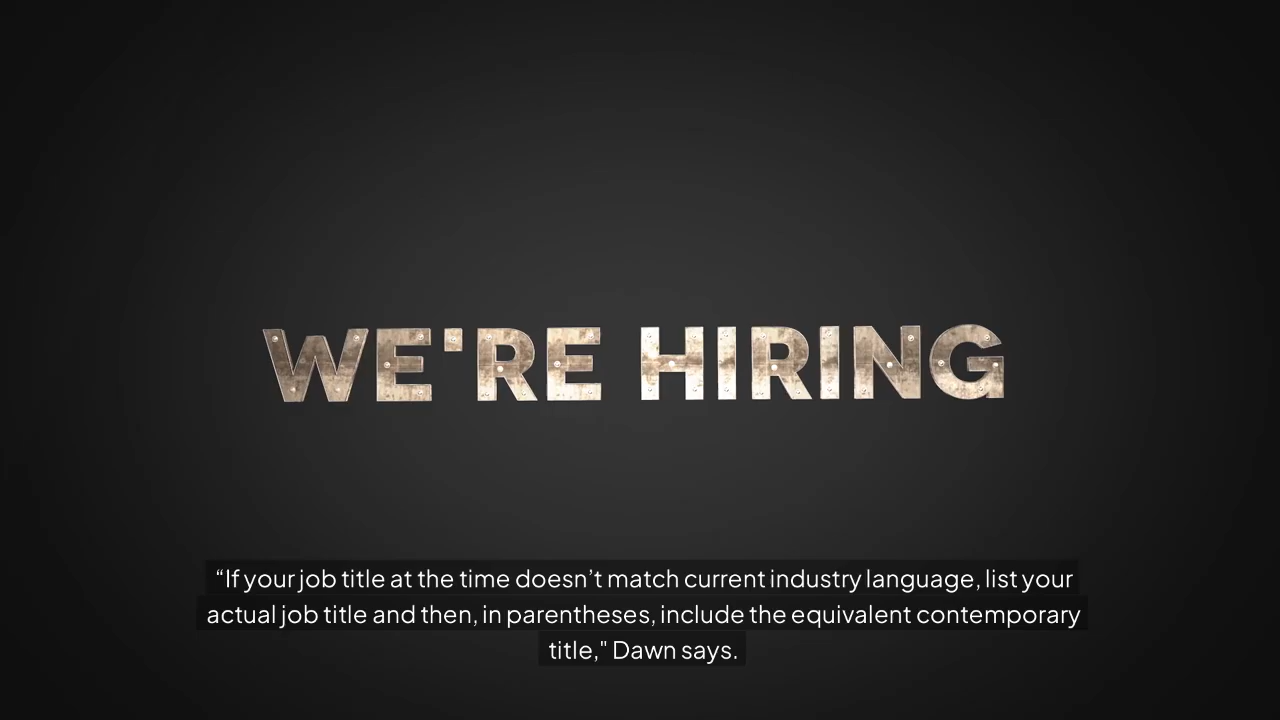 WE'RE HIRING
“If your job title at the time doesn’t match current industry language, list your
actual job title and then, in parentheses, include the equivalent contemporary
title," Dawn says.